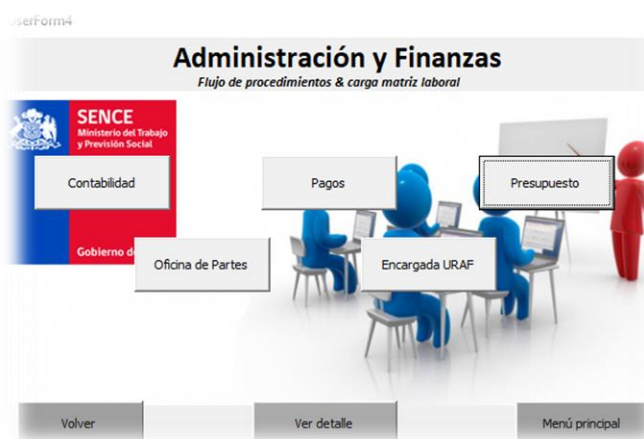 UserForm4
Administración y Finanzas
Flujo de procedimientos & carga matriz laboral
SENCE
Ministerio del Trabajo
y Previsión Social
Contabilidad
Pagos
Presupuesto
Gobierno d
Oficina de Partes
Encargada URAF
Volver
Ver detalle
Menú principal